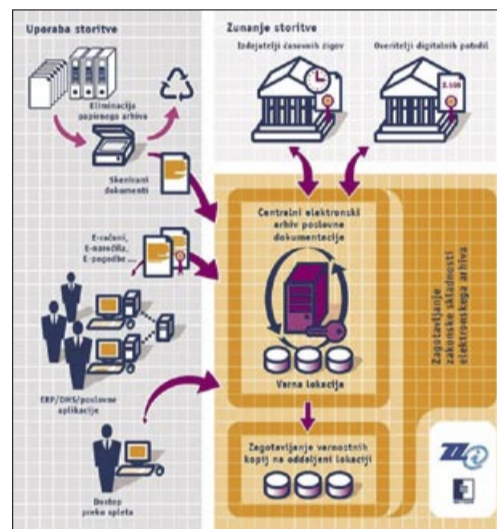 Uporaba storitve
Eliminacija
papirnega arhiva
Skenirani
dokumenti
E-računi,
E-naročila,
E-pogodbe ...
ERP/DMS/poslovne
aplikacije
Dostop
preko spleta
Zunanje storitve
Izdajatelji časovnih žigov
Overitelji digitalnih potrdil
Centralni elektronski
arhiv poslovne
dokumentacije
Varna lokacija
Zagotavljanje varnostnih
kopij na oddaljeni lokaciji
Zagotavljanje
zakonske skladnosti
elektronskega arhiva
ZZi